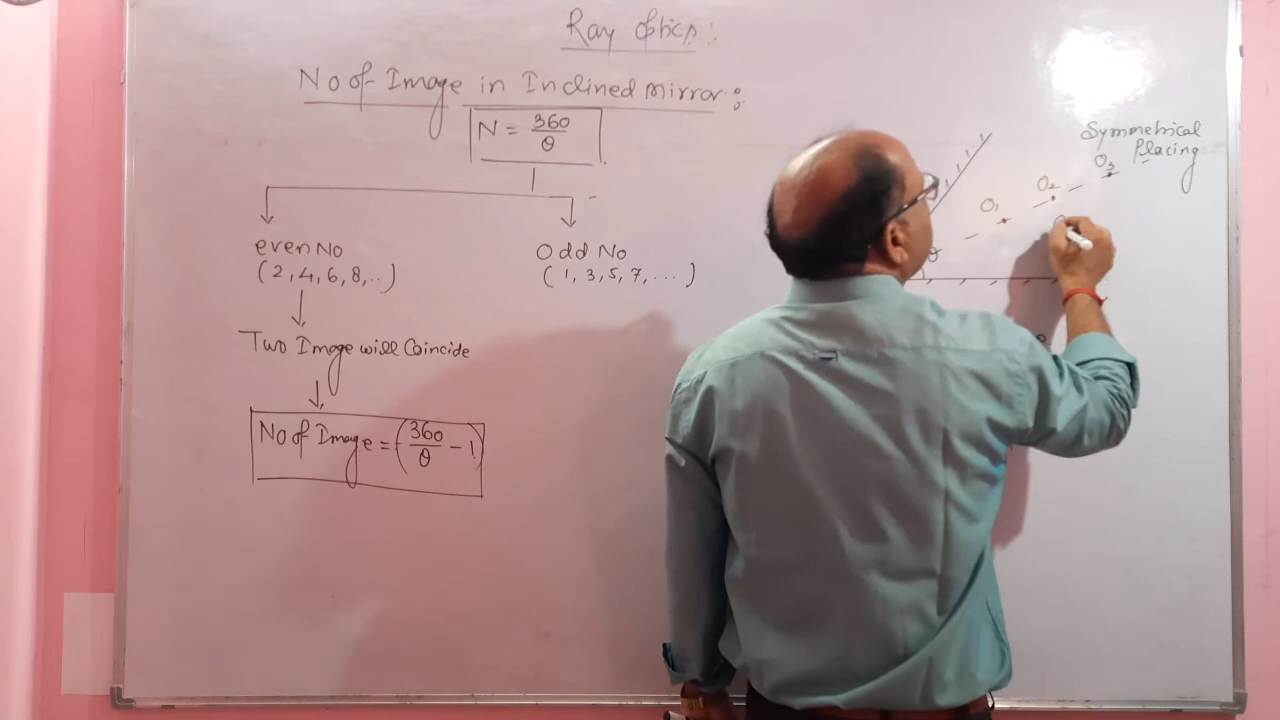 Ray Optics:
No of Image in Inclined mirror:
N = 360/θ
even No
(2, 4, 6, 8, ..)
Odd No
(1, 3, 5, 7, ....)
Two Image will Coincide
No of Image = (360/θ - 1)
Symmetrical
Placing
O₃
O₂
O₁
θ